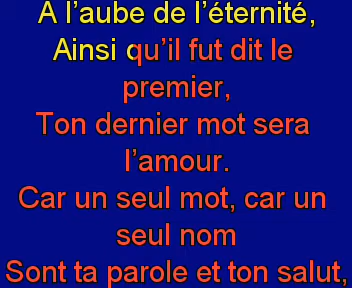 A l'aube de l'éternité,
Ainsi qu'il fut dit le
premier,
Ton dernier mot sera
l'amour.
Car un seul mot, car un
seul nom
Sont ta parole et ton salut,